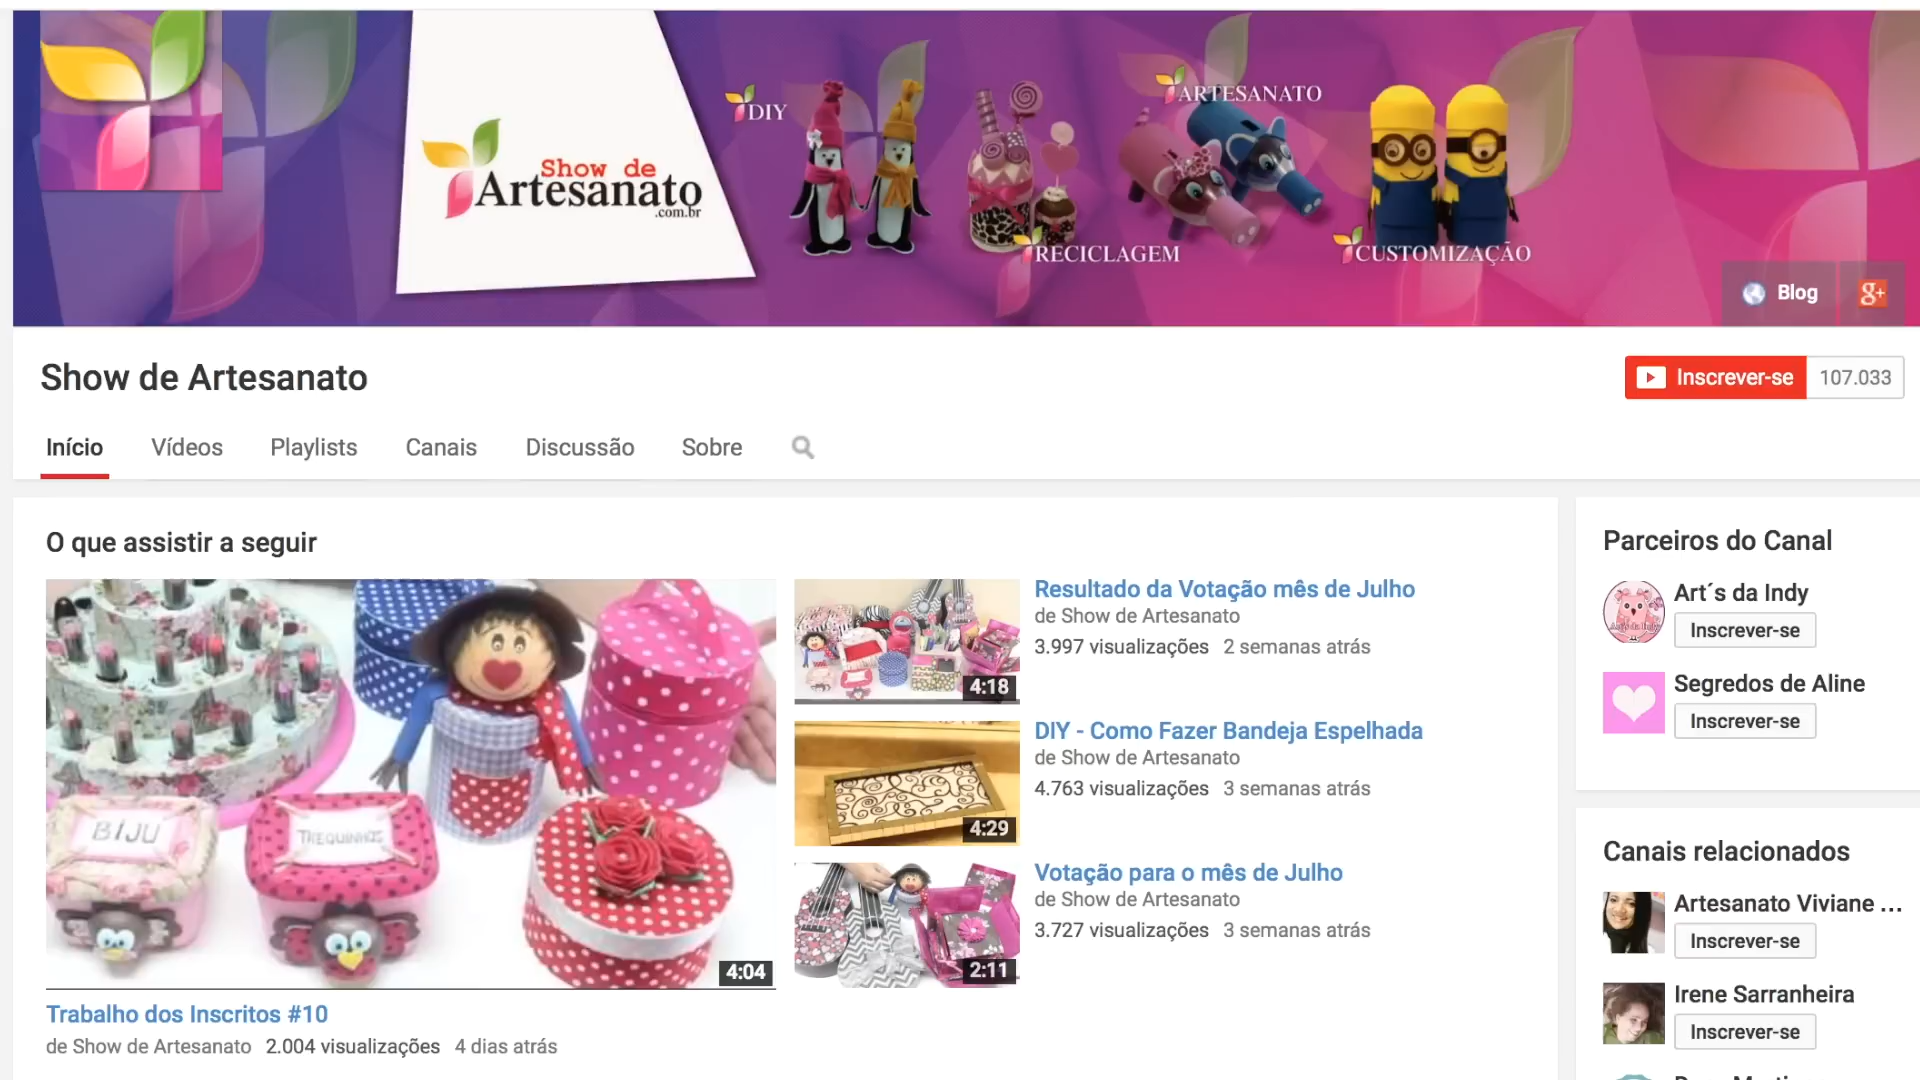 DIY
ARTESANATO
Show de
Artesanato
.com.br
RECICLAGEM
CUSTOMIZAÇÃO
Blog
g+
Show de Artesanato
Inscrever-se
107.033
Início
Vídeos
Playlists
Canais
Discussão
Sobre
O que assistir a seguir
BIJU
4:04
Trabalho dos Inscritos #10
de Show de Artesanato 2.004 visualizações 4 dias atrás
4:18
Resultado da Votação mês de Julho
de Show de Artesanato
3.997 visualizações 2 semanas atrás
4:29
DIY - Como Fazer Bandeja Espelhada
de Show de Artesanato
4.763 visualizações 3 semanas atrás
2:11
Votação para o mês de Julho
de Show de Artesanato
3.727 visualizações 3 semanas atrás
Parceiros do Canal
Art´s da Indy
Inscrever-se
Segredos de Aline
Inscrever-se
Canais relacionados
Artesanato Viviane ...
Inscrever-se
Irene Sarranheira
Inscrever-se